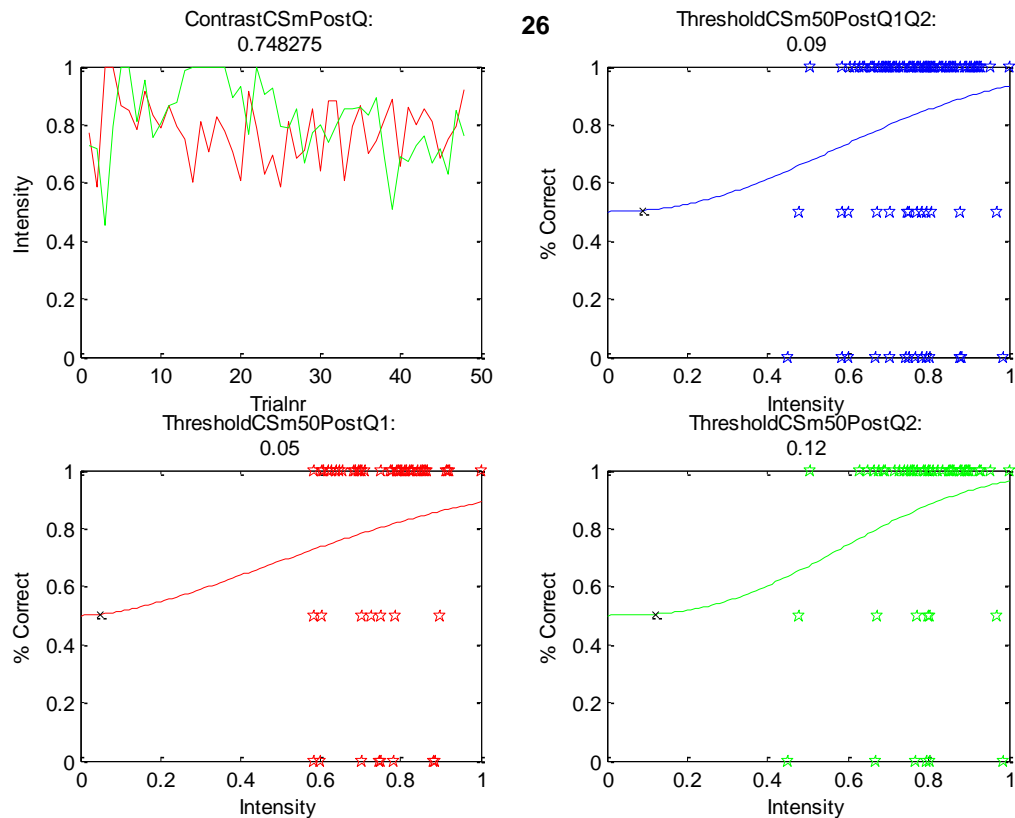 ContrastCSmPostQ:
0.748275
1
0.8
0.6
0.4
0.2
0
Intensity
0 10 20 30 40 50
Trialnr
26
ThresholdCSm50PostQ1Q2:
0.09
1
0.8
0.6
0.4
0.2
0
% Correct
0 0.2 0.4 0.6 0.8 1
Intensity
ThresholdCSm50PostQ1:
0.05
1
0.8
0.6
0.4
0.2
0
% Correct
0 0.2 0.4 0.6 0.8 1
Intensity
ThresholdCSm50PostQ2:
0.12
1
0.8
0.6
0.4
0.2
0
% Correct
0 0.2 0.4 0.6 0.8 1
Intensity